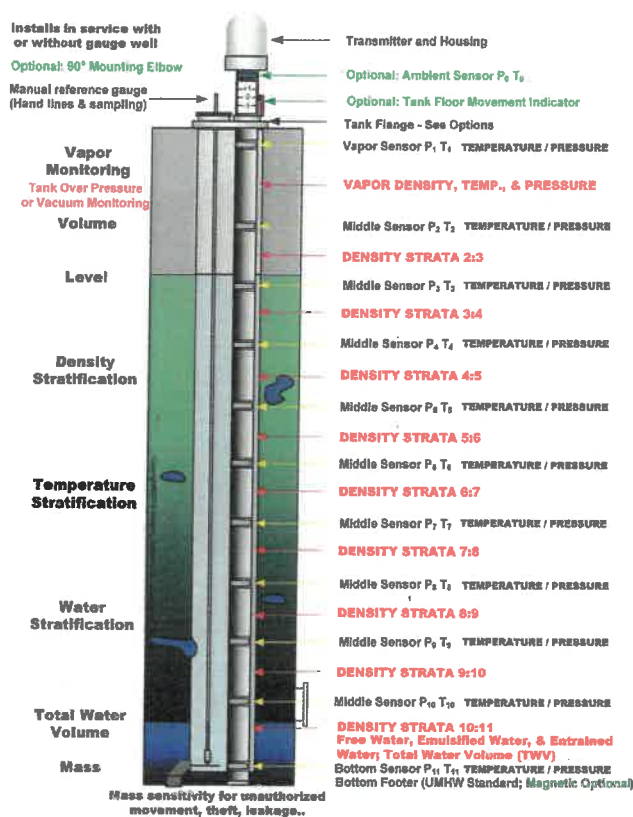 Installs in service with
or without gauge well
Optional: 90° Mounting Elbow
Manual reference gauge
(Hand lines & sampling)
Vapor
Monitoring
Tank Over Pressure
or Vacuum Monitoring
Volume
Level
Density
Stratification
Temperature
Stratification
Water
Stratification
Total Water
Volume
Mass
Mass sensitivity for unauthorized
movement, theft, leakage..
Transmitter and Housing
Optional: Ambient Sensor P₀ T₀
Optional: Tank Floor Movement Indicator
Tank Flange - See Options
Vapor Sensor P₁ T₁ TEMPERATURE / PRESSURE
VAPOR DENSITY, TEMP., & PRESSURE
Middle Sensor P₂ T₂ TEMPERATURE / PRESSURE
DENSITY STRATA 2:3
Middle Sensor P₃ T₃ TEMPERATURE / PRESSURE
DENSITY STRATA 3:4
Middle Sensor P₄ T₄ TEMPERATURE / PRESSURE
DENSITY STRATA 4:5
Middle Sensor P₅ T₅ TEMPERATURE / PRESSURE
DENSITY STRATA 5:6
Middle Sensor P₆ T₆ TEMPERATURE / PRESSURE
DENSITY STRATA 6:7
Middle Sensor P₇ T₇ TEMPERATURE / PRESSURE
DENSITY STRATA 7:8
Middle Sensor P₈ T₈ TEMPERATURE / PRESSURE
DENSITY STRATA 8:9
Middle Sensor P₉ T₉ TEMPERATURE / PRESSURE
DENSITY STRATA 9:10
Middle Sensor P₁₀ T₁₀ TEMPERATURE / PRESSURE
DENSITY STRATA 10:11
Free Water, Emulsified Water, & Entrained
Water; Total Water Volume (TWV)
Bottom Sensor P₁₁ T₁₁ TEMPERATURE / PRESSURE
Bottom Footer (UMHW Standard; Magnetic Optional)